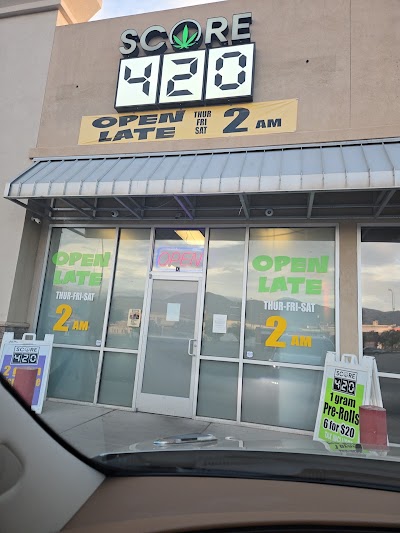 SCORE
420
OPEN LATE THUR FRI SAT 2 AM
OPEN
OPEN
LATE
THUR-FRI-SAT
2 AM
OPEN
LATE
THUR-FRI-SAT
2 AM
SCORE
420
SCORE
420
1 gram
Pre-Rolls
6 for $20